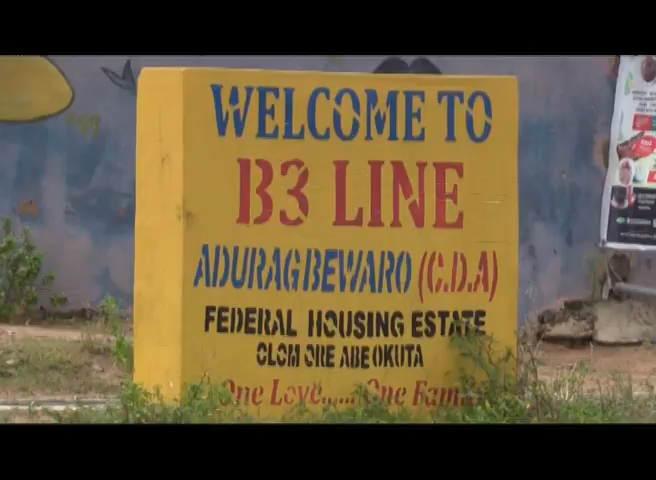 WELCOME TO
B3 LINE
ADURAGBEWARO (C.D.A)
FEDERAL HOUSING ESTATE
OLOM ORE ABEOKUTA
One Love...... One Fam